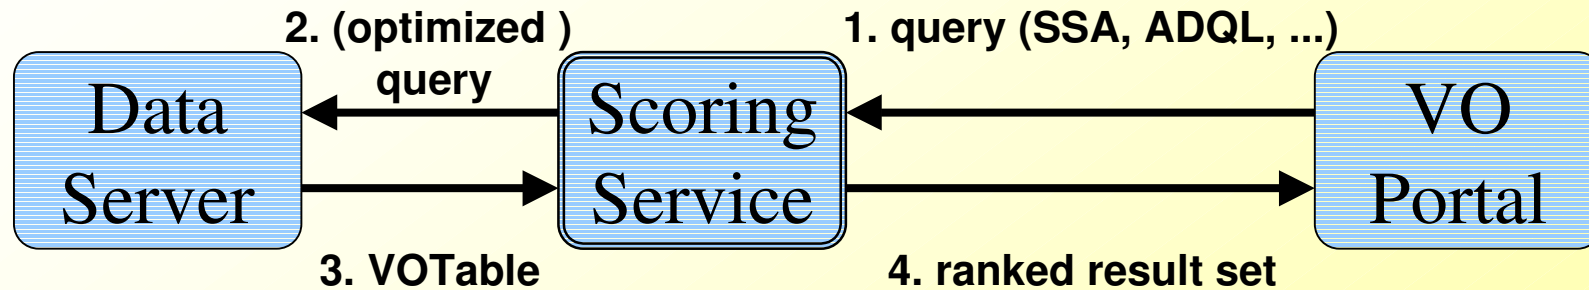 2. (optimized )
query
1. query (SSA, ADQL, ...)
Data
Server
Scoring
Service
VO
Portal
3. VOTable
4. ranked result set